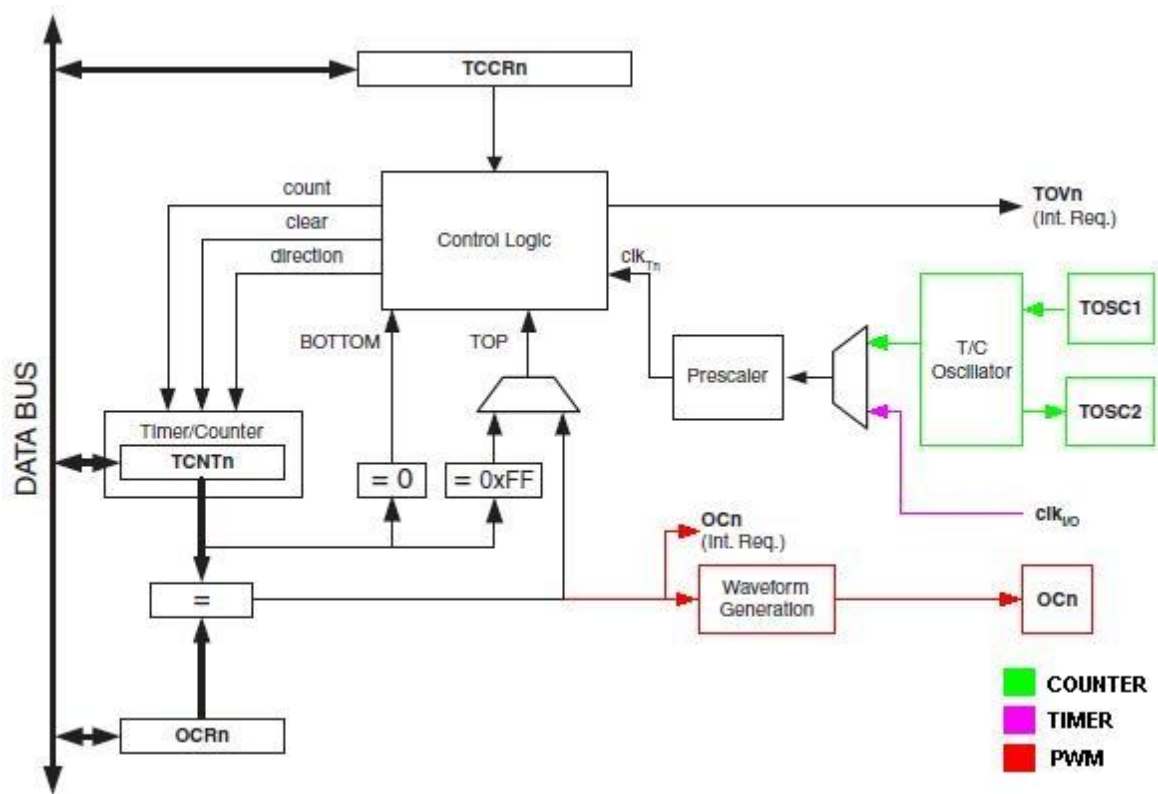 TCCRn
count
clear
direction
Control Logic
TOVn
(Int. Req.)
clkTn
BOTTOM
TOP
TOSC1
T/C
Oscillator
Prescaler
TOSC2
DATA BUS
Timer/Counter
TCNTn
= 0
= 0xFF
clkI/O
OCn
(Int. Req.)
=
Waveform
Generation
OCn
OCRn
COUNTER
TIMER
PWM